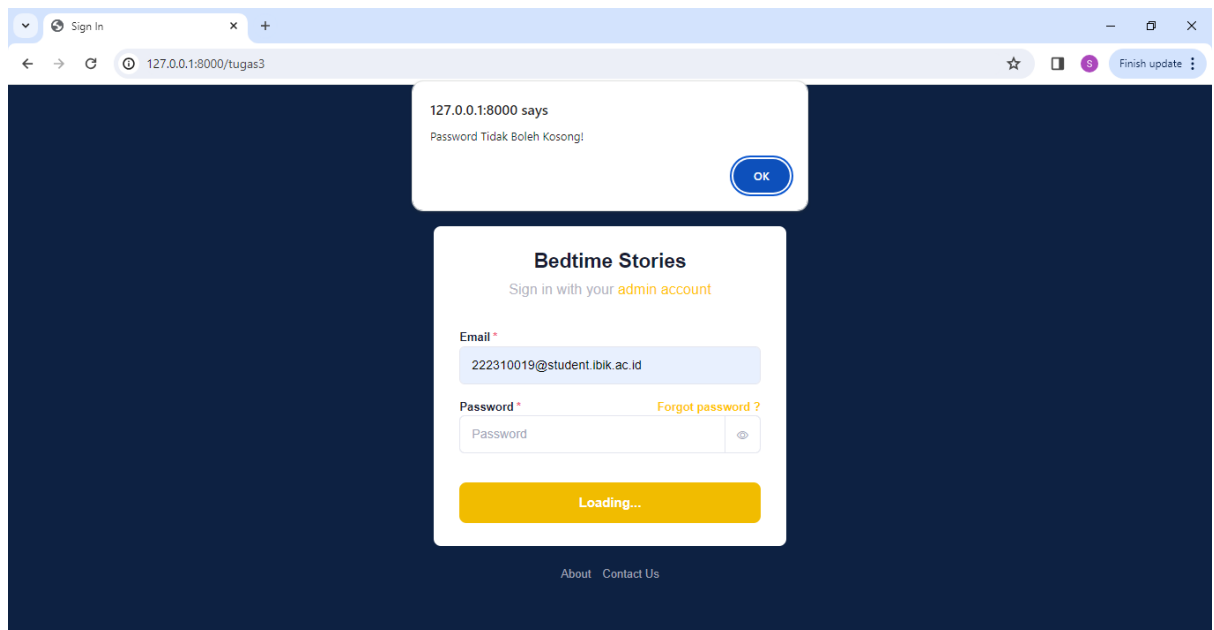 Sign In
127.0.0.1:8000/tugas3
S
Finish update
127.0.0.1:8000 says
Password Tidak Boleh Kosong!
OK
Bedtime Stories
Sign in with your admin account
Email *
222310019@student.ibik.ac.id
Password * Forgot password ?
Password
Loading...
About Contact Us